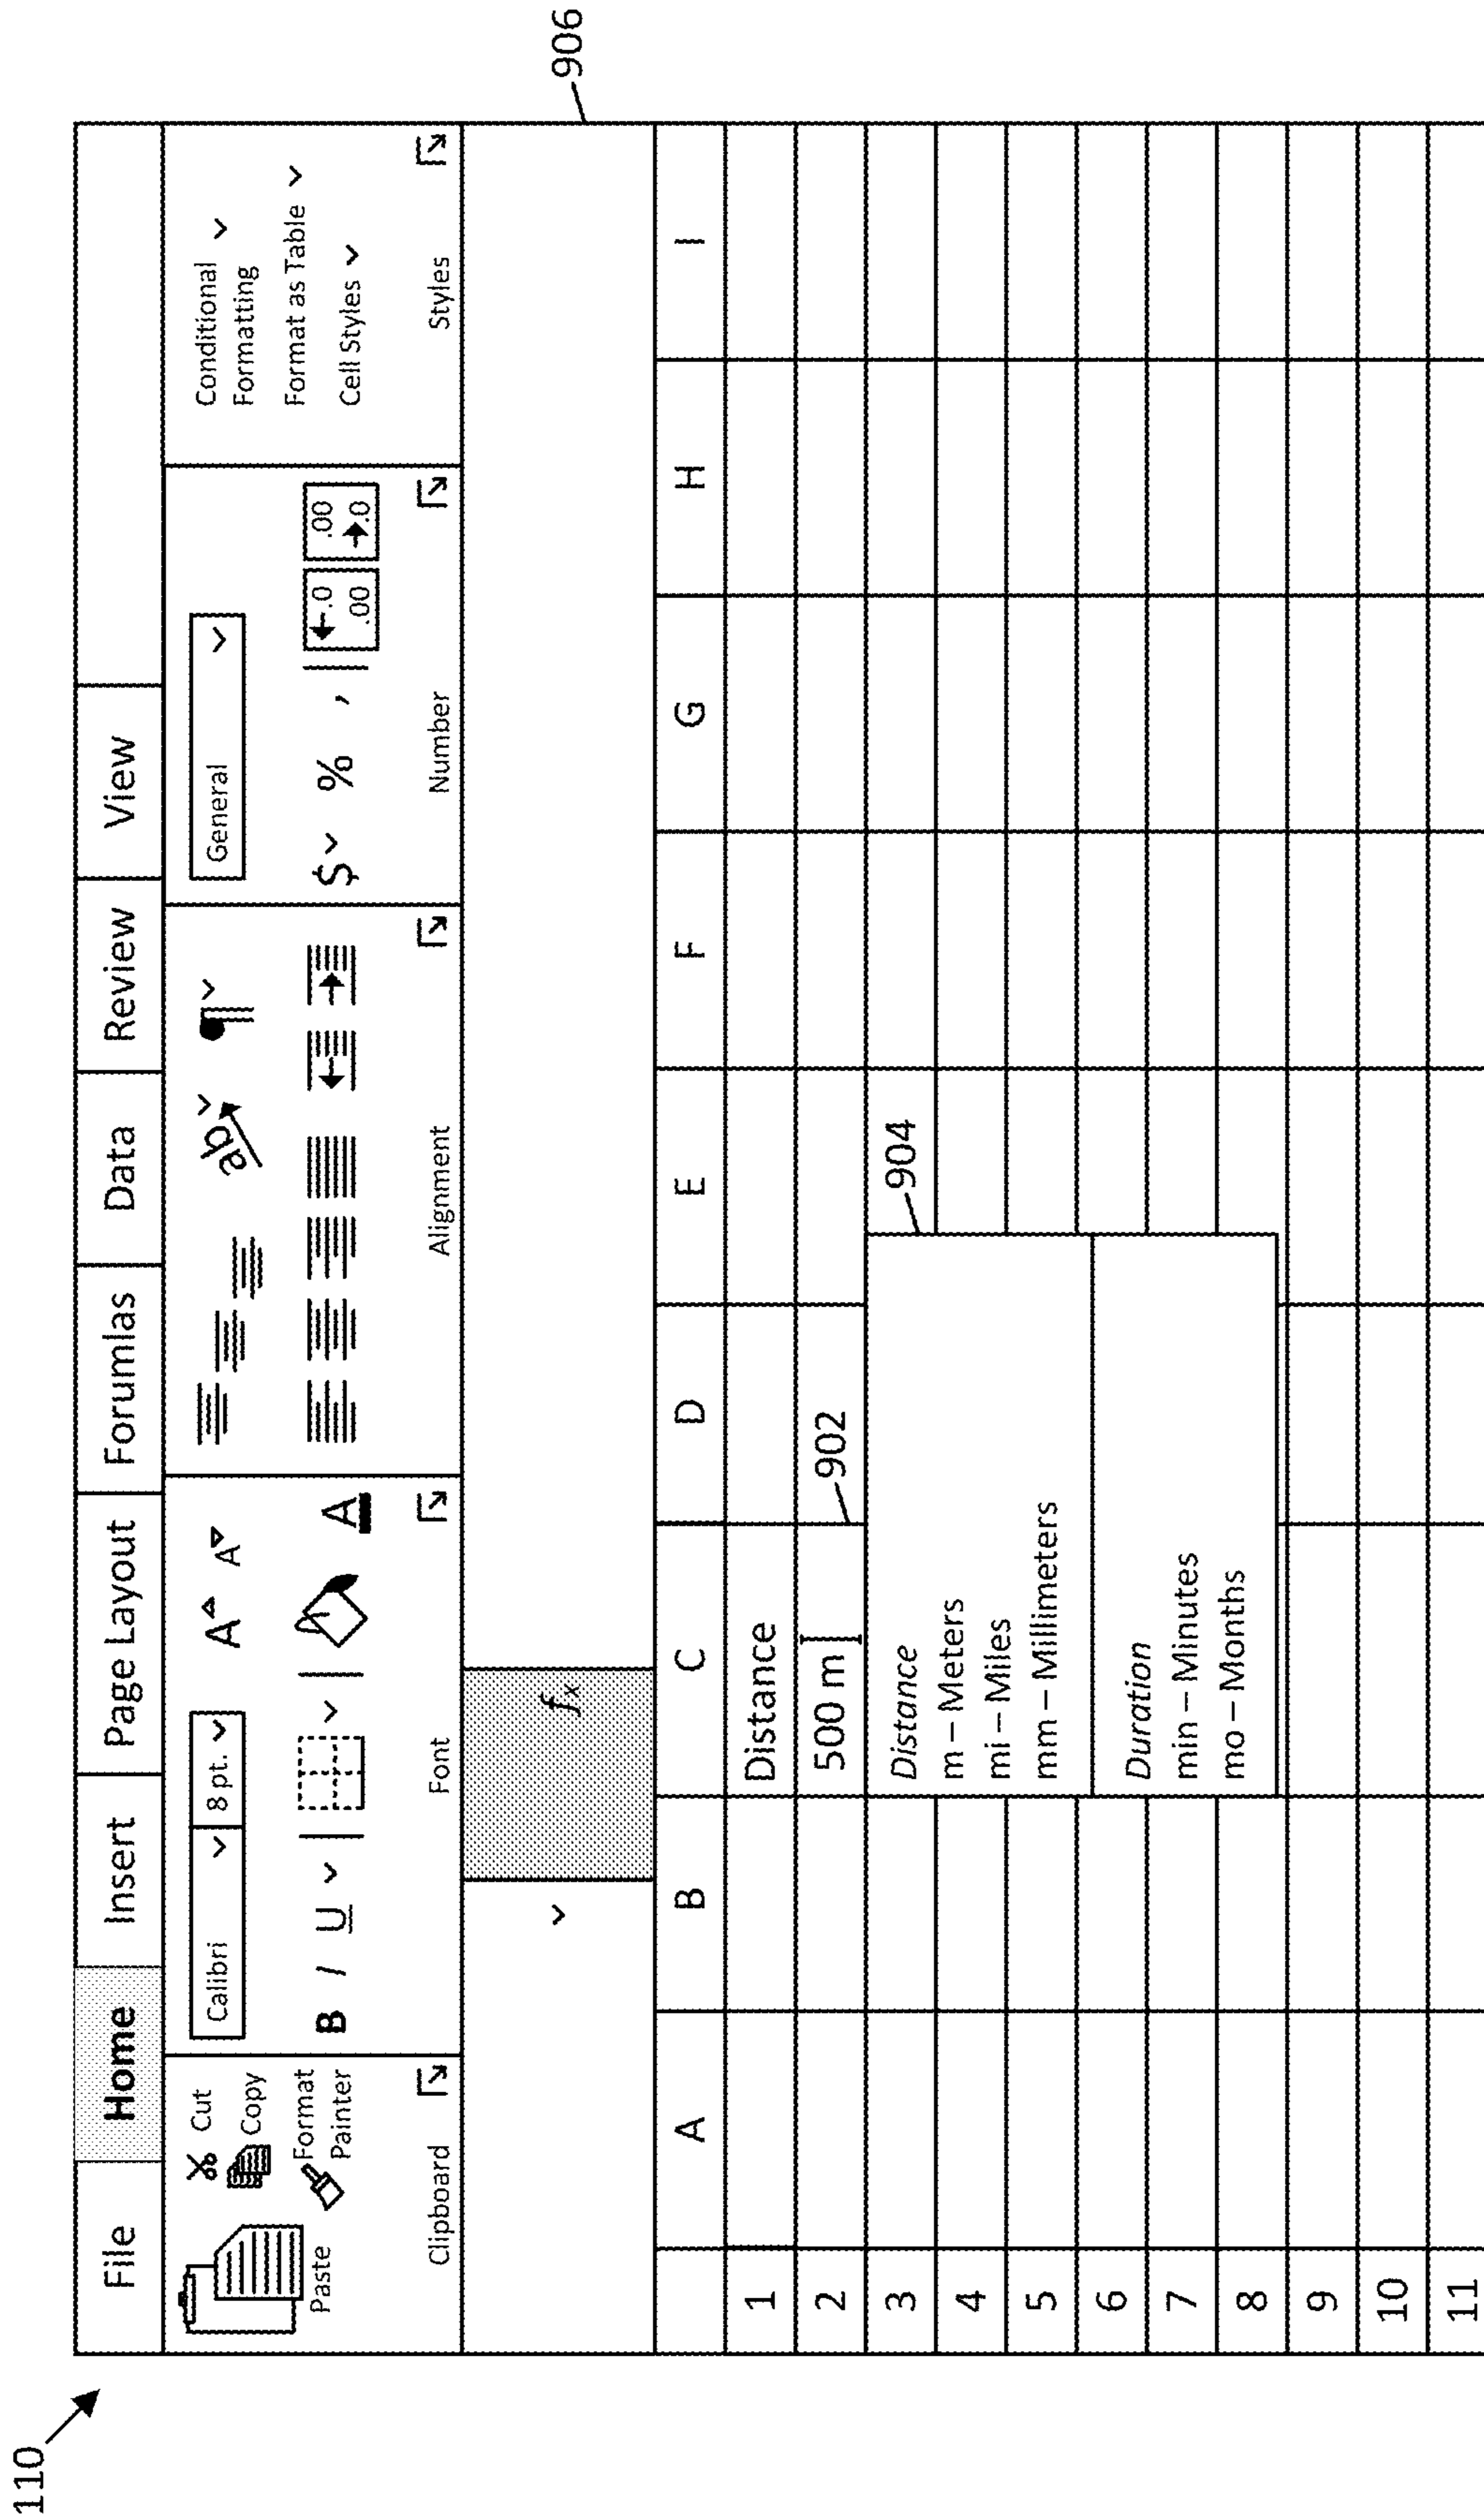 110
File Home Insert Page Layout Forumlas Data Review View
Paste
Cut
Copy
Format
Painter
Clipboard
Calibri 8 pt. A A
B I U A
Font
ab
Alignment
General
$ % , .0 .00 .00 .0
Number
Conditional
Formatting
Format as Table
Cell Styles
Styles
fx
906
A B C D E F G H I
1 Distance
2 500 m
902
3 Distance
904
4 m – Meters
5 mi – Miles
mm – Millimeters
6 Duration
7 min – Minutes
8 mo – Months
9
10
11